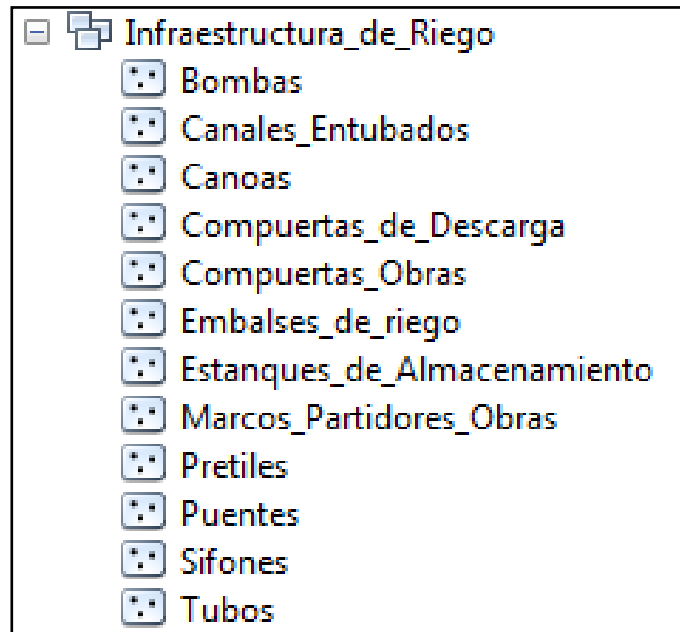 Infraestructura_de_Riego
Bombas
Canales_Entubados
Canoas
Compuertas_de_Descarga
Compuertas_Obras
Embalses_de_riego
Estanques_de_Almacenamiento
Marcos_Partidores_Obras
Pretiles
Puentes
Sifones
Tubos